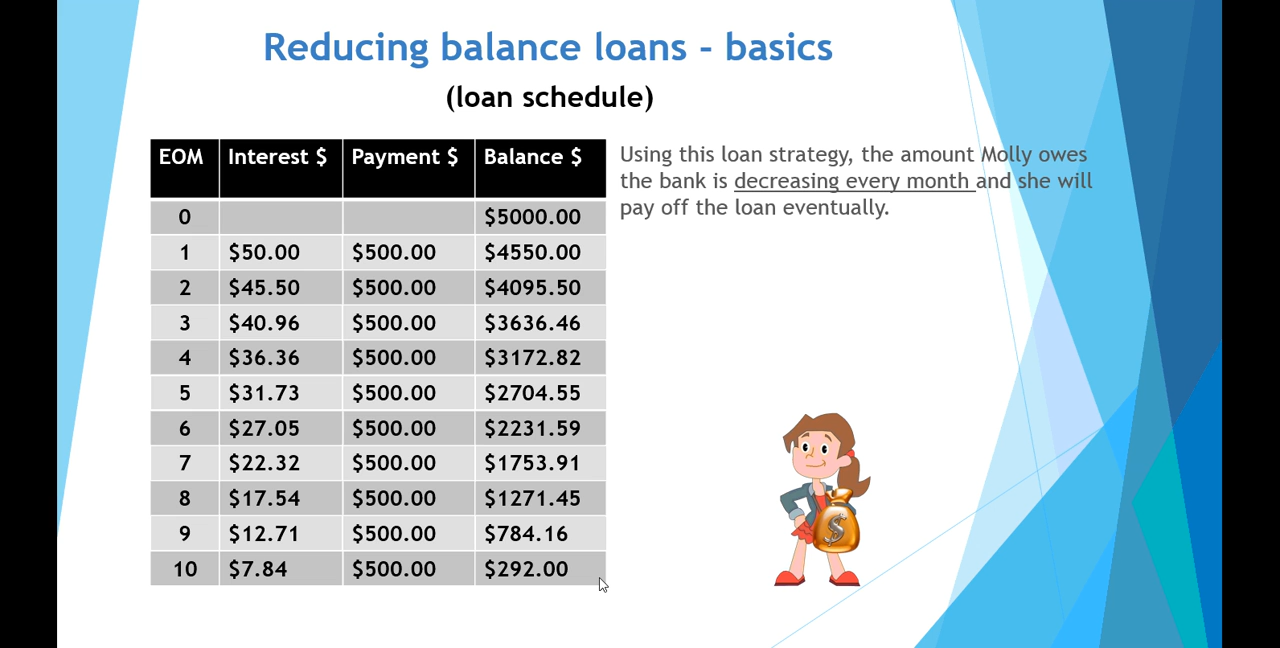 Reducing balance loans - basics
(loan schedule)
EOM Interest $ Payment $ Balance $
0 $5000.00
1 $50.00 $500.00 $4550.00
2 $45.50 $500.00 $4095.50
3 $40.96 $500.00 $3636.46
4 $36.36 $500.00 $3172.82
5 $31.73 $500.00 $2704.55
6 $27.05 $500.00 $2231.59
7 $22.32 $500.00 $1753.91
8 $17.54 $500.00 $1271.45
9 $12.71 $500.00 $784.16
10 $7.84 $500.00 $292.00
Using this loan strategy, the amount Molly owes
the bank is decreasing every month and she will
pay off the loan eventually.
$